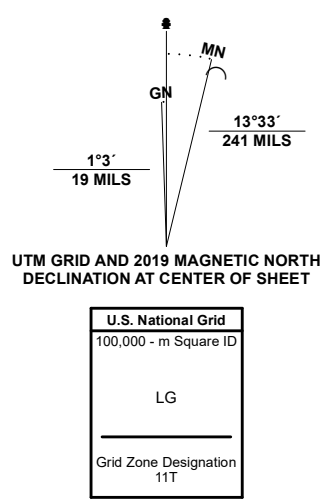 MN
GN
13°33´
241 MILS
1°3´
19 MILS
UTM GRID AND 2019 MAGNETIC NORTH
DECLINATION AT CENTER OF SHEET
U.S. National Grid
100,000 - m Square ID
LG
Grid Zone Designation
11T